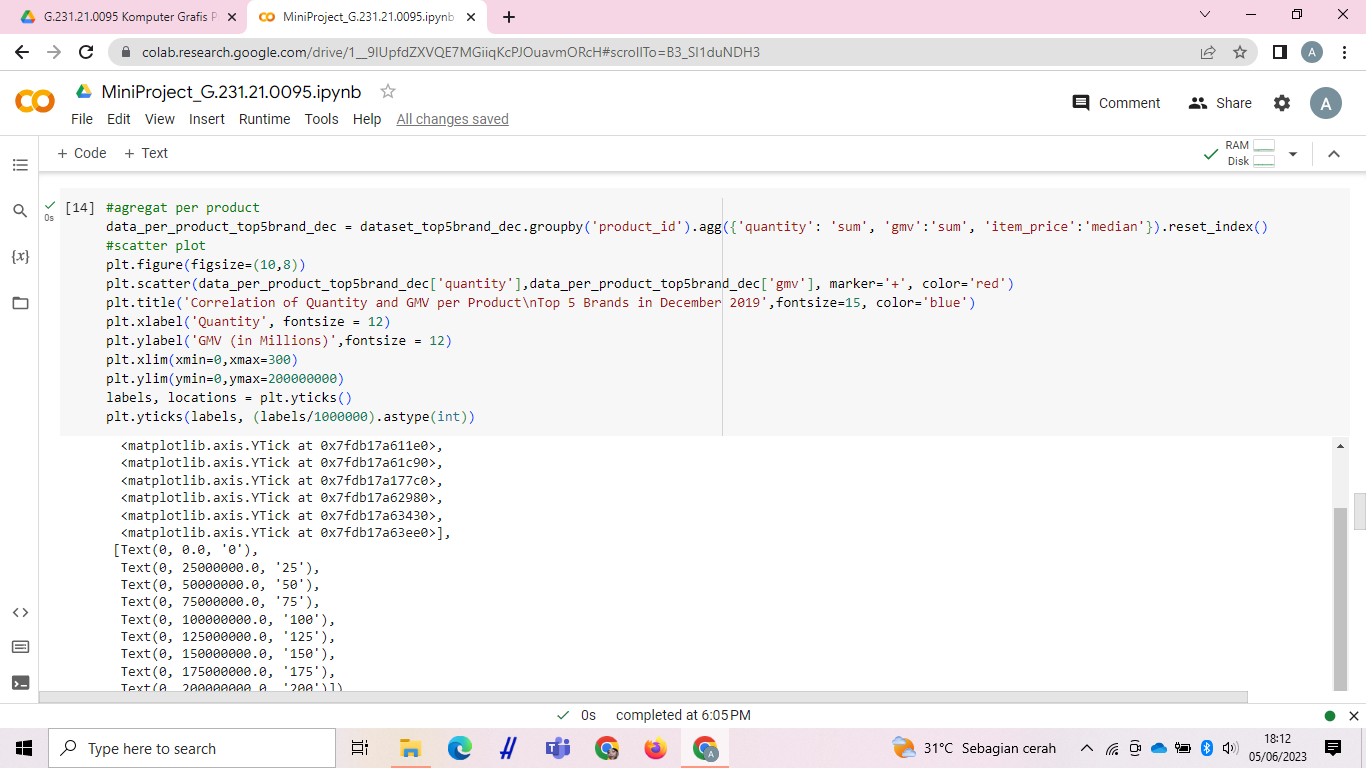 G.231.21.0095 Komputer Grafis P
MiniProject_G.231.21.0095.ipynb
colab.research.google.com/drive/1__9IUpfdZXVQE7MGiiqKcPJOuavmORcH#scrollTo=B3_SI1duNDH3
A
MiniProject_G.231.21.0095.ipynb
File Edit View Insert Runtime Tools Help All changes saved
Comment Share A
+ Code + Text
RAM
Disk
[14] #agregat per product
0s
data_per_product_top5brand_dec = dataset_top5brand_dec.groupby('product_id').agg({'quantity': 'sum', 'gmv':'sum', 'item_price':'median'}).reset_index()
#scatter plot
plt.figure(figsize=(10,8))
plt.scatter(data_per_product_top5brand_dec['quantity'],data_per_product_top5brand_dec['gmv'], marker='+', color='red')
plt.title('Correlation of Quantity and GMV per Product\nTop 5 Brands in December 2019',fontsize=15, color='blue')
plt.xlabel('Quantity', fontsize = 12)
plt.ylabel('GMV (in Millions)',fontsize = 12)
plt.xlim(xmin=0,xmax=300)
plt.ylim(ymin=0,ymax=200000000)
labels, locations = plt.yticks()
plt.yticks(labels, (labels/1000000).astype(int))
<matplotlib.axis.YTick at 0x7fdb17a611e0>,
<matplotlib.axis.YTick at 0x7fdb17a61c90>,
<matplotlib.axis.YTick at 0x7fdb17a177c0>,
<matplotlib.axis.YTick at 0x7fdb17a62980>,
<matplotlib.axis.YTick at 0x7fdb17a63430>,
<matplotlib.axis.YTick at 0x7fdb17a63ee0>],
[Text(0, 0.0, '0'),
Text(0, 25000000.0, '25'),
Text(0, 50000000.0, '50'),
Text(0, 75000000.0, '75'),
Text(0, 100000000.0, '100'),
Text(0, 125000000.0, '125'),
Text(0, 150000000.0, '150'),
Text(0, 175000000.0, '175'),
Text(0, 200000000.0, '200')])
0s completed at 6:05 PM
Type here to search
31°C Sebagian cerah
18:12
05/06/2023